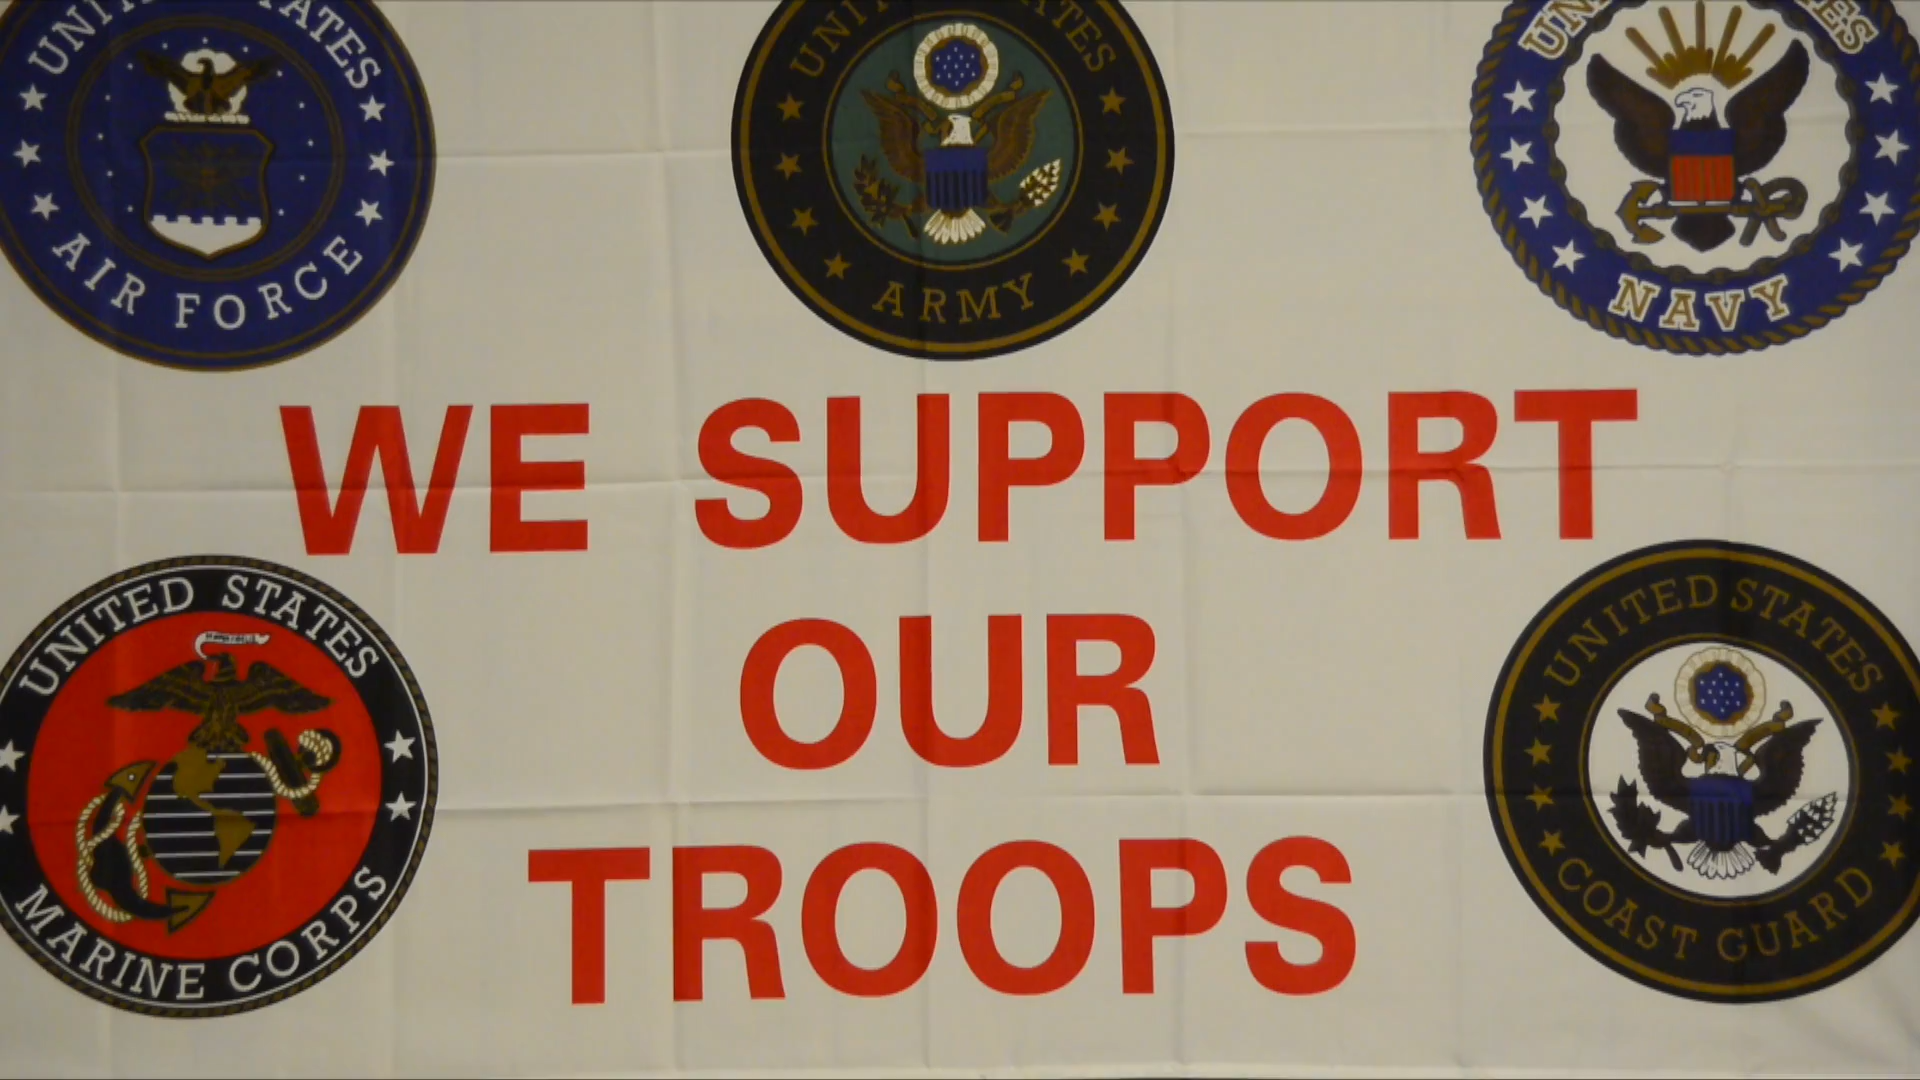 UNITED STATES
AIR FORCE
UNITED STATES
ARMY
UNITED STATES
NAVY
WE SUPPORT
OUR
TROOPS
UNITED STATES
MARINE CORPS
UNITED STATES
COAST GUARD